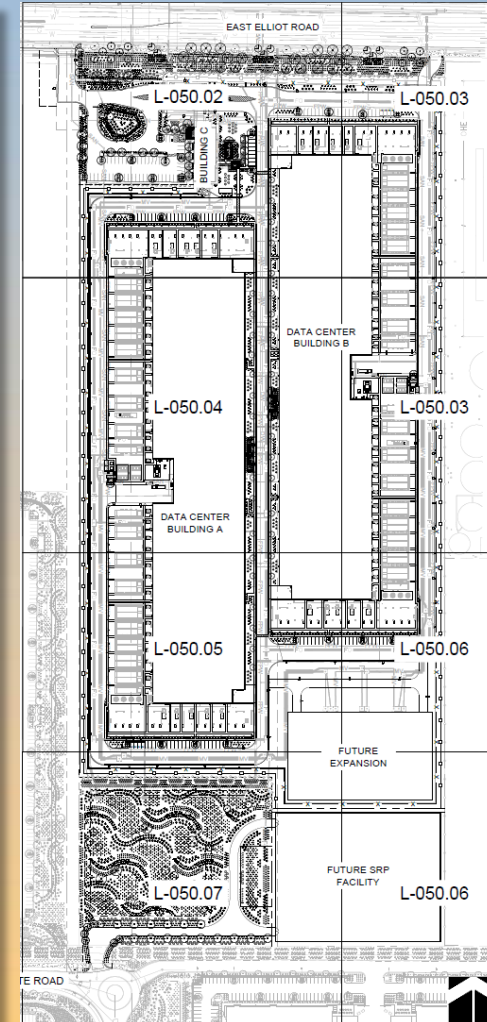 EAST ELLIOT ROAD
L-050.02
L-050.03
BUILDING C
DATA CENTER
BUILDING B
L-050.04
L-050.03
DATA CENTER
BUILDING A
L-050.05
L-050.06
FUTURE
EXPANSION
FUTURE SRP
FACILITY
L-050.07
L-050.06
TE ROAD